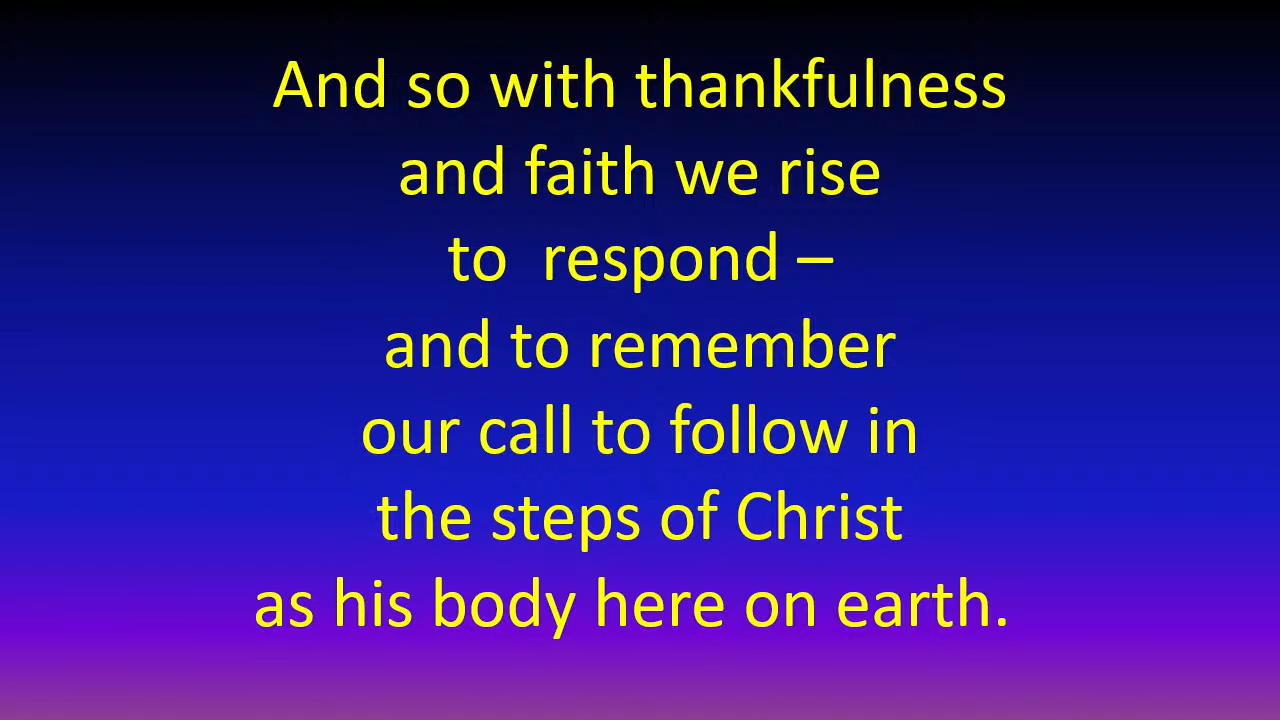 And so with thankfulness
and faith we rise
to  respond –
and to remember
our call to follow in
the steps of Christ
as his body here on earth.